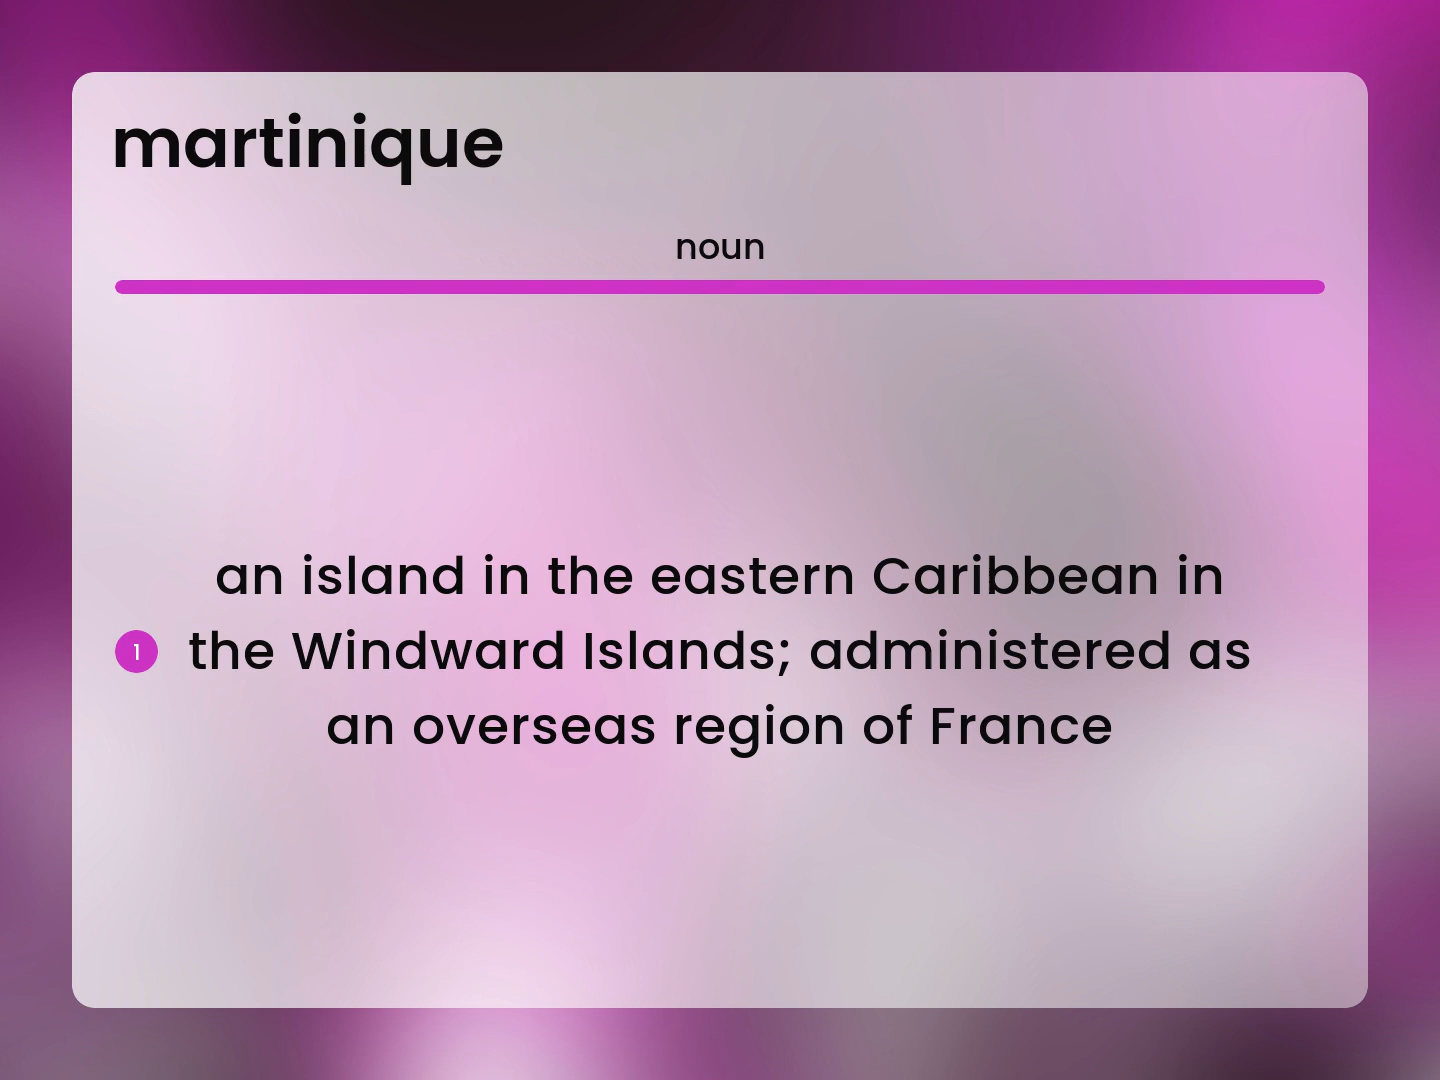 martinique
noun
an island in the eastern Caribbean in
1 the Windward Islands; administered as
an overseas region of France